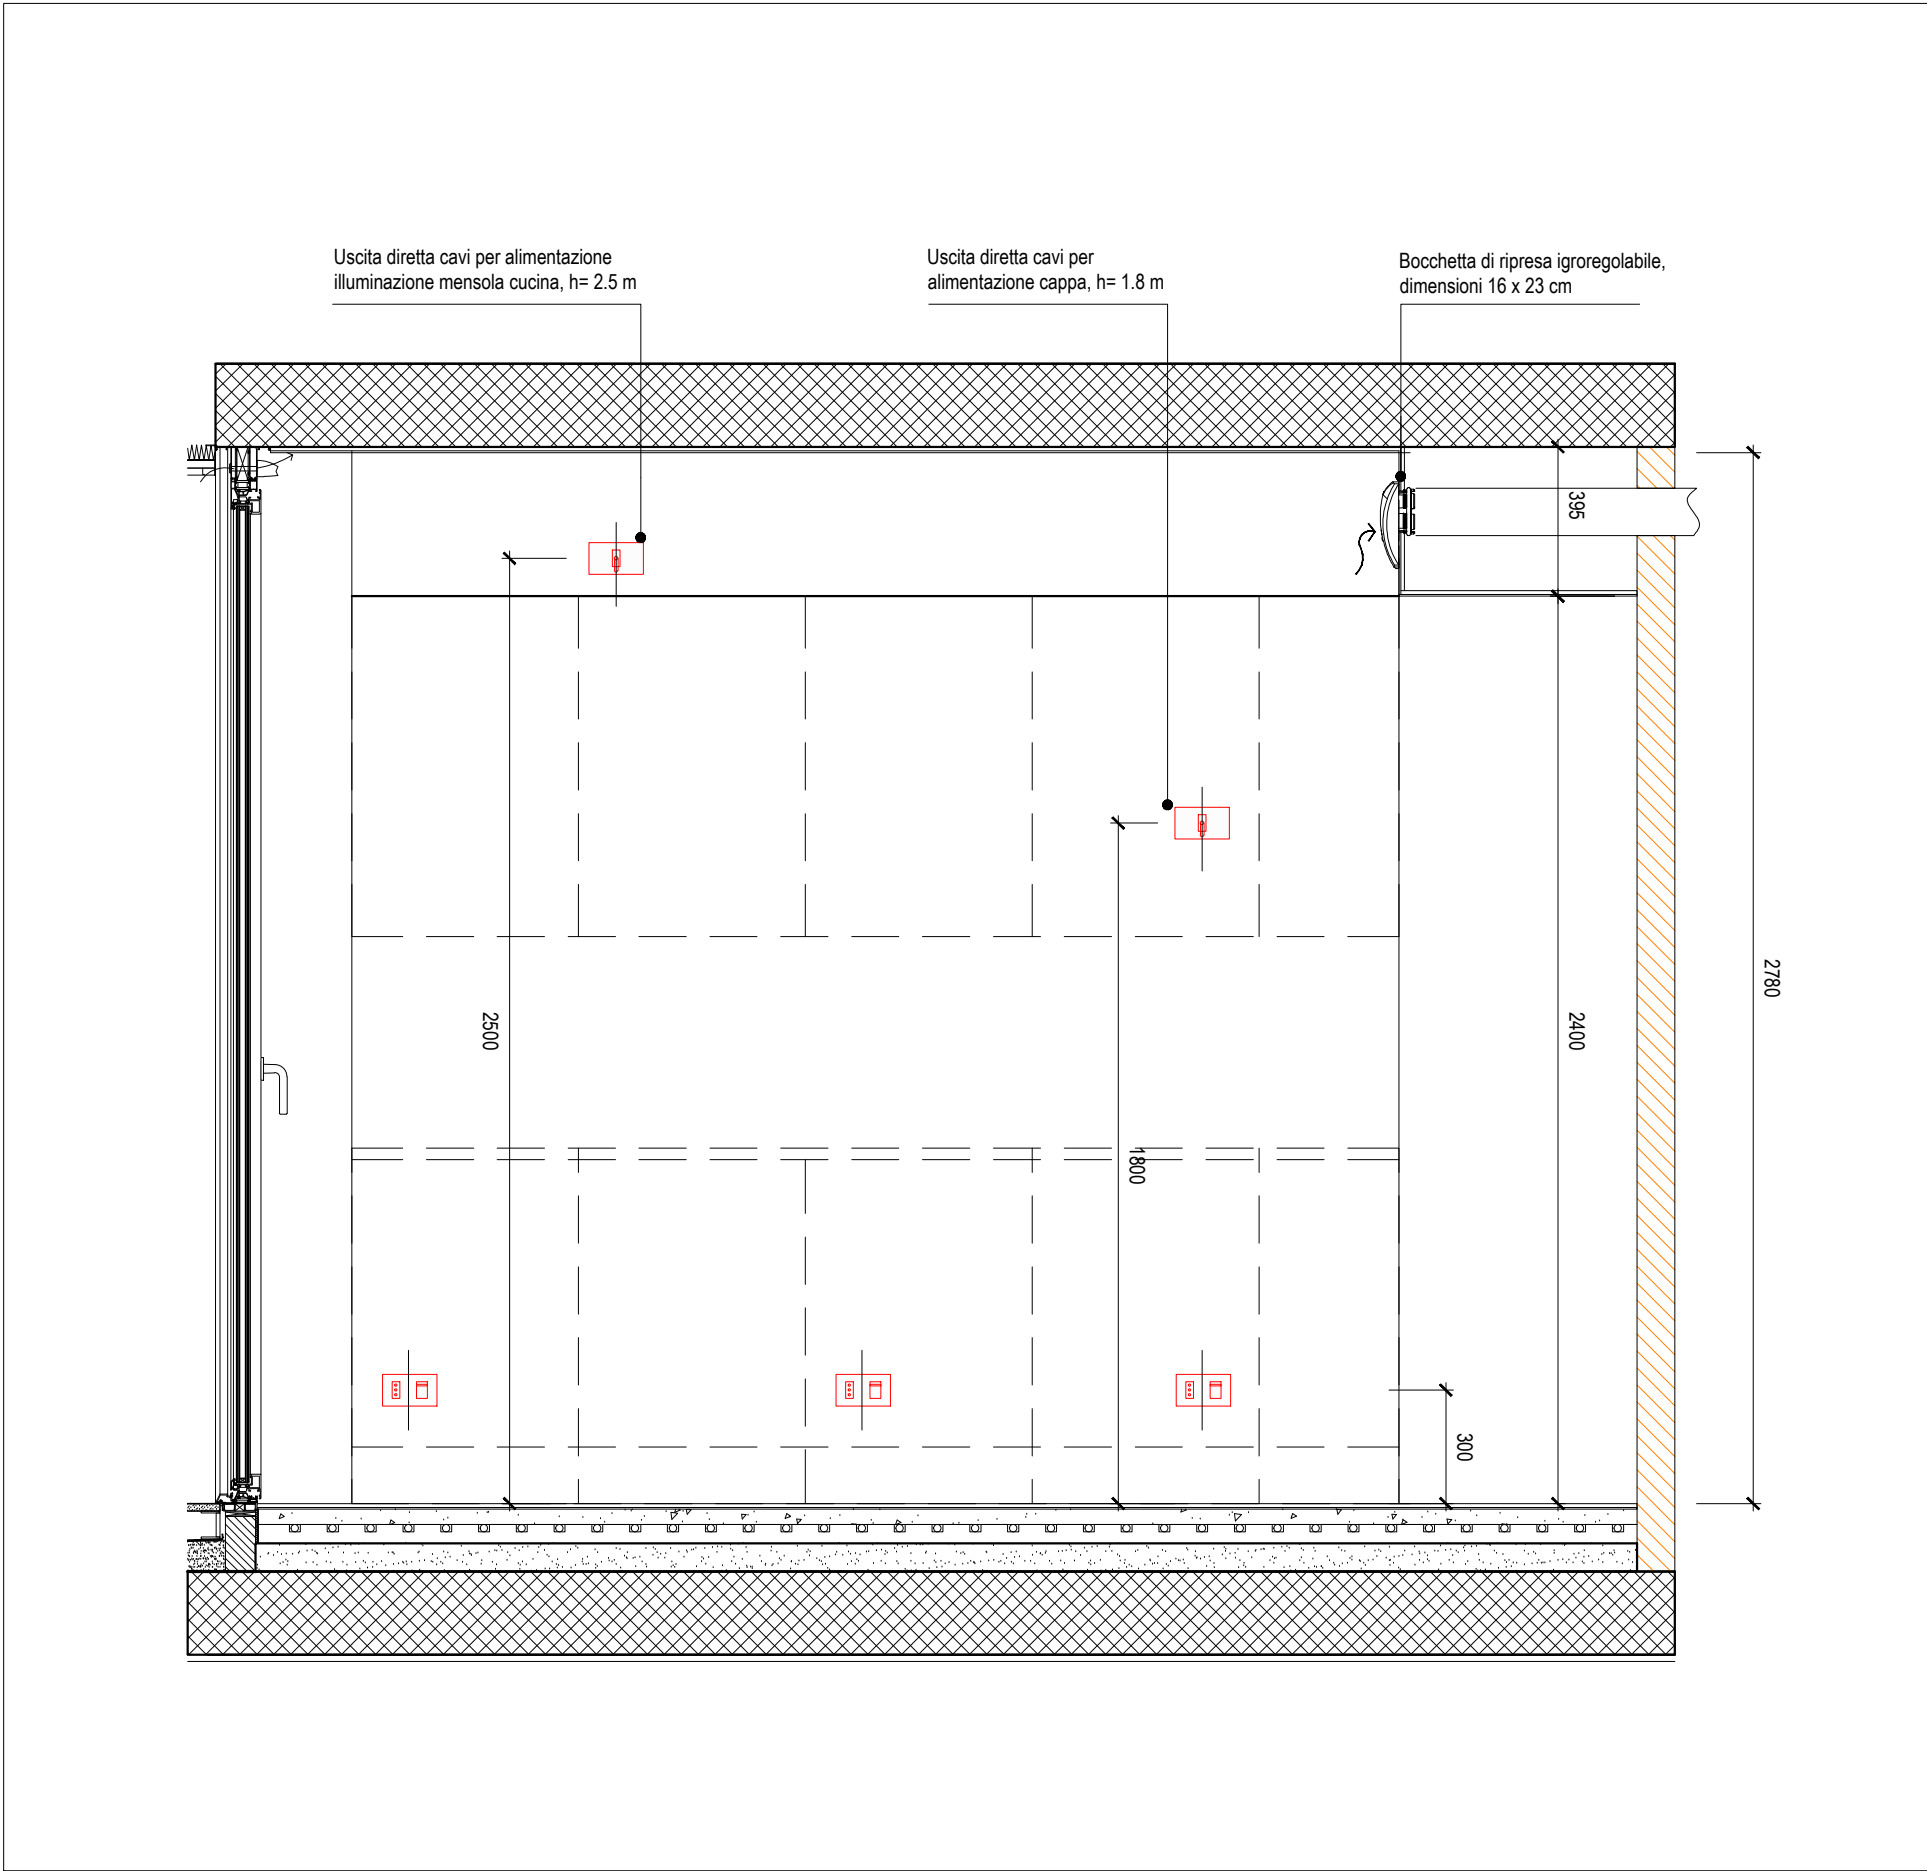 Uscita diretta cavi per alimentazione
illuminazione mensola cucina, h= 2.5 m
Uscita diretta cavi per
alimentazione cappa, h= 1.8 m
Bocchetta di ripresa igroregolabile,
dimensioni 16 x 23 cm
395
2780
2500
2400
1800
300